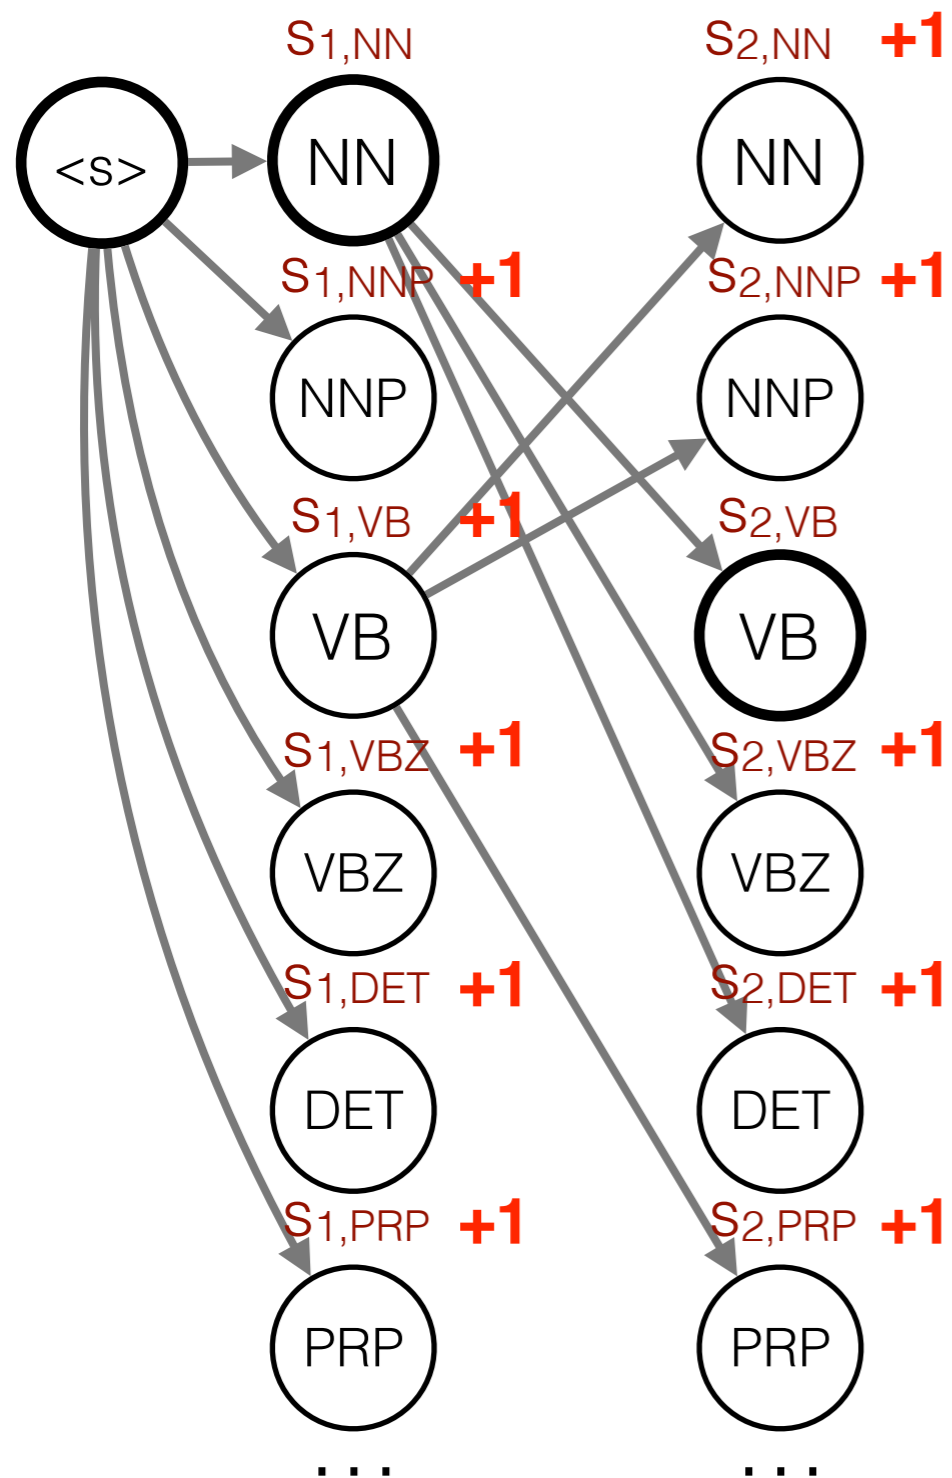 s1,NN s2,NN +1
<s> NN NN
s1,NNP +1 s2,NNP +1
NNP NNP
s1,VB +1 s2,VB
VB VB
s1,VBZ +1 s2,VBZ +1
VBZ VBZ
s1,DET +1 s2,DET +1
DET DET
s1,PRP +1 s2,PRP +1
PRP PRP
... ...